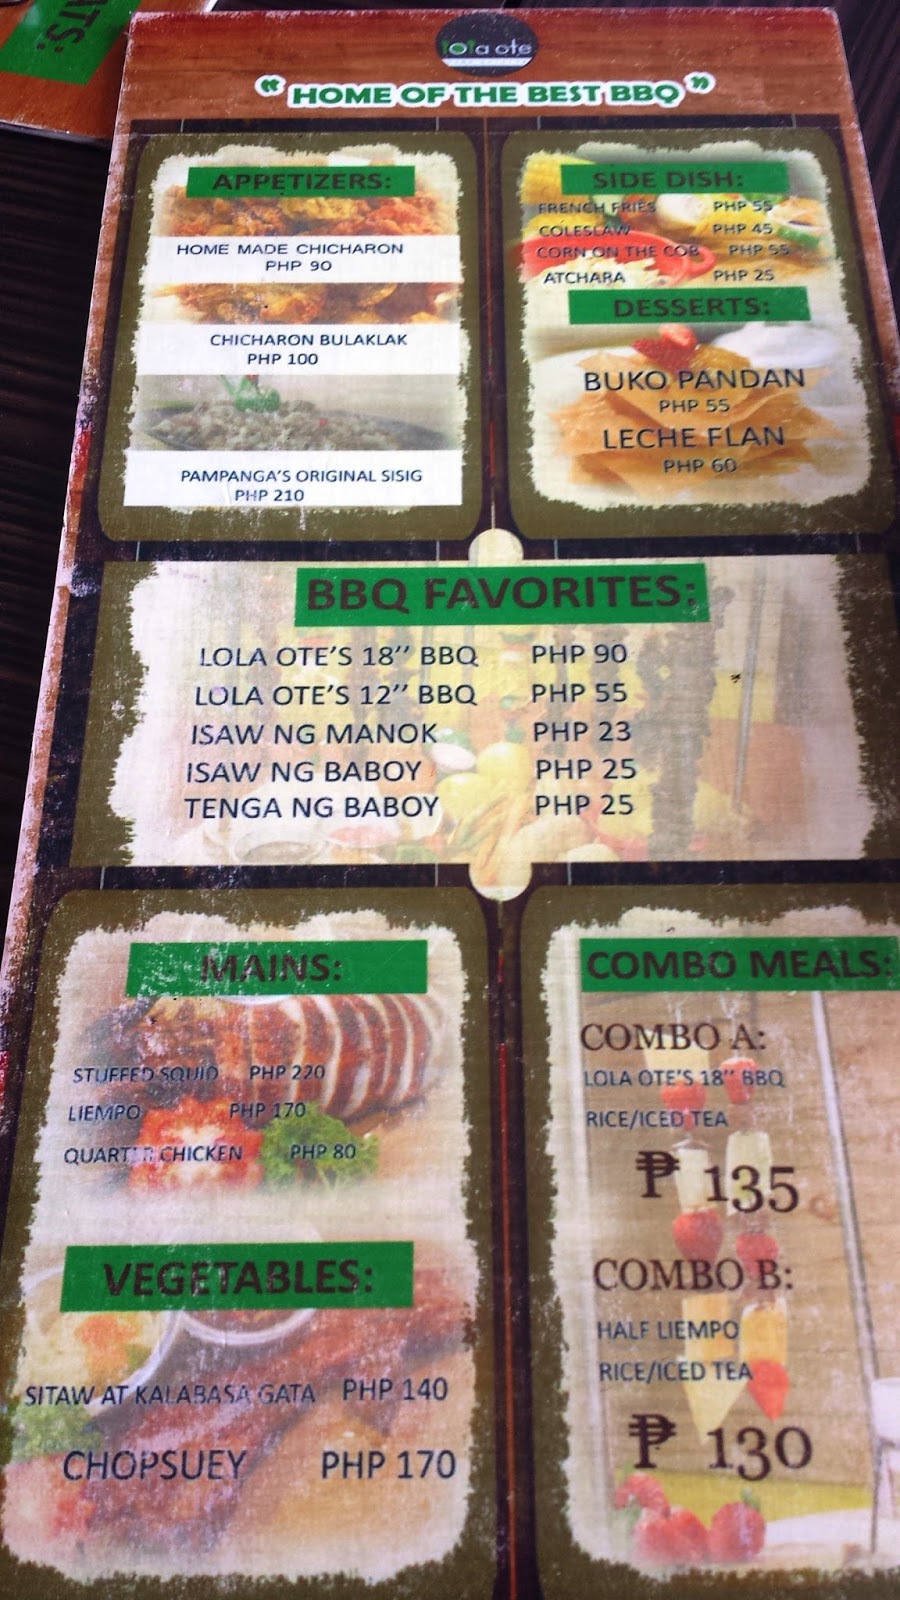 ATS:
lola ote
"HOME OF THE BEST BBQ"
APPETIZERS:
HOME MADE CHICHARON
PHP 90
CHICHARON BULAKLAK
PHP 100
PAMPANGA'S ORIGINAL SISIG
PHP 210
SIDE DISH:
FRENCH FRIES PHP 55
COLESLAW PHP 45
CORN ON THE COB PHP 55
ATCHARA PHP 25
DESSERTS:
BUKO PANDAN
PHP 55
LECHE FLAN
PHP 60
BBQ FAVORITES:
LOLA OTE'S 18'' BBQ PHP 90
LOLA OTE'S 12'' BBQ PHP 55
ISAW NG MANOK PHP 23
ISAW NG BABOY PHP 25
TENGA NG BABOY PHP 25
MAINS:
STUFFED SQUID PHP 220
LIEMPO PHP 170
QUARTER CHICKEN PHP 80
VEGETABLES:
SITAW AT KALABASA GATA PHP 140
CHOPSUEY PHP 170
COMBO MEALS:
COMBO A:
LOLA OTE'S 18'' BBQ
RICE/ICED TEA
₱ 135
COMBO B:
HALF LIEMPO
RICE/ICED TEA
₱ 130